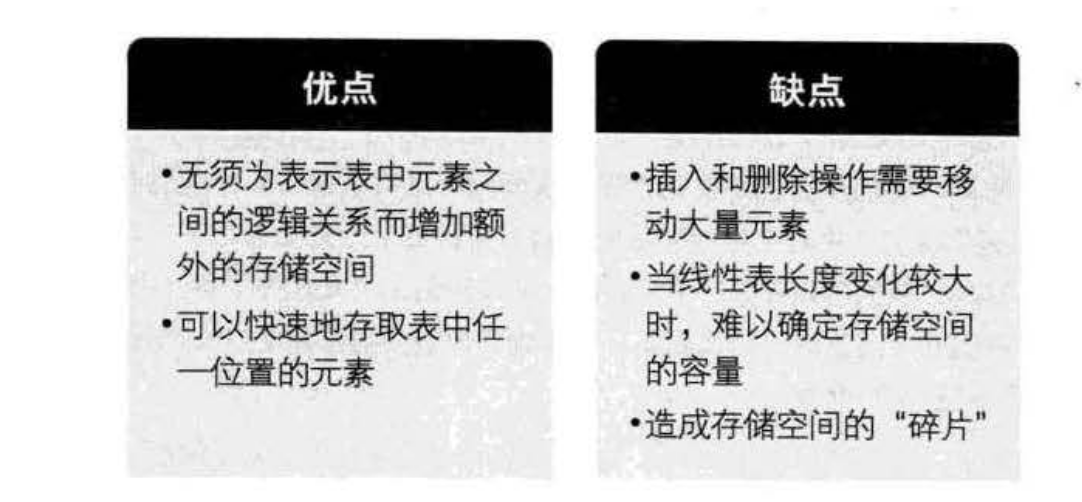 优点
•无须为表示表中元素之
间的逻辑关系而增加额
外的存储空间
•可以快速地存取表中任
一位置的元素
缺点
•插入和删除操作需要移
动大量元素
•当线性表长度变化较大
时，难以确定存储空间
的容量
•造成存储空间的“碎片”